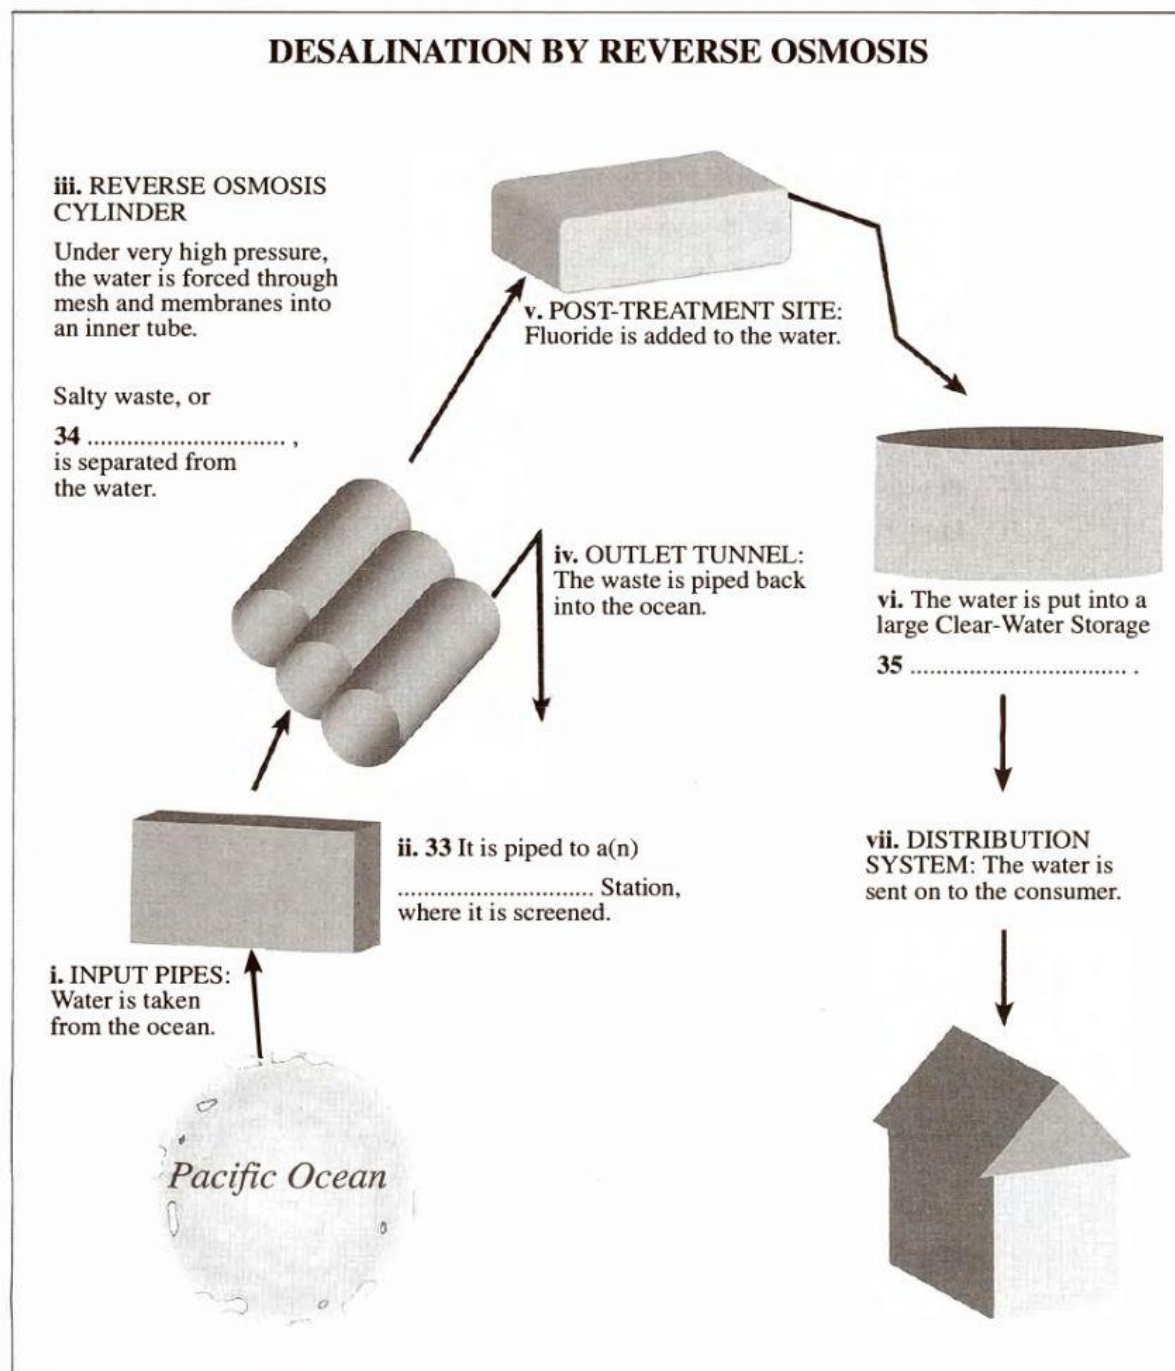 DESALINATION BY REVERSE OSMOSIS
iii. REVERSE OSMOSIS
CYLINDER
Under very high pressure,
the water is forced through
mesh and membranes into
an inner tube.
Salty waste, or
34 .............................. ,
is separated from
the water.
v. POST-TREATMENT SITE:
Fluoride is added to the water.
iv. OUTLET TUNNEL:
The waste is piped back
into the ocean.
vi. The water is put into a
large Clear-Water Storage
35 ................................. .
ii. 33 It is piped to a(n)
.............................. Station,
where it is screened.
vii. DISTRIBUTION
SYSTEM: The water is
sent on to the consumer.
i. INPUT PIPES:
Water is taken
from the ocean.
Pacific Ocean